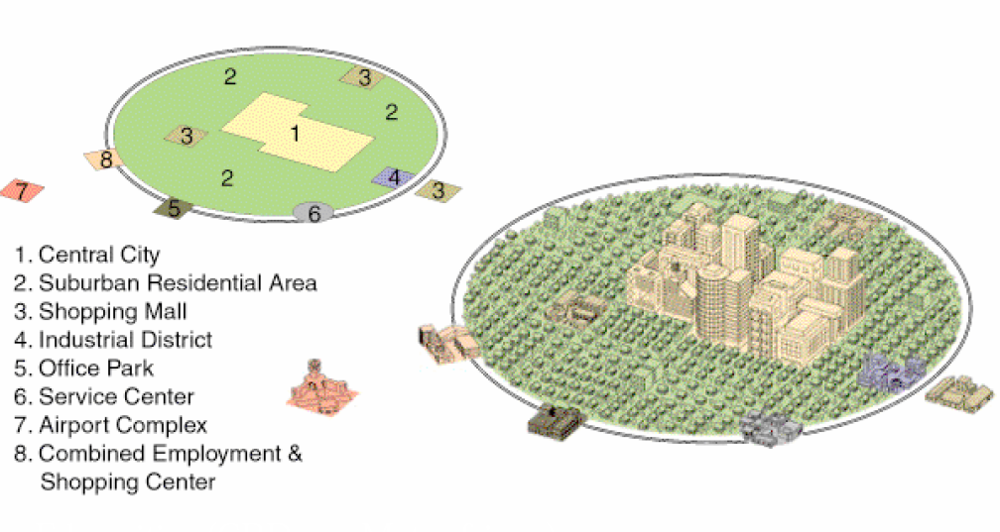 2
3
2
3
1
8
2
4
7
3
5
6
1. Central City
2. Suburban Residential Area
3. Shopping Mall
4. Industrial District
5. Office Park
6. Service Center
7. Airport Complex
8. Combined Employment &
Shopping Center